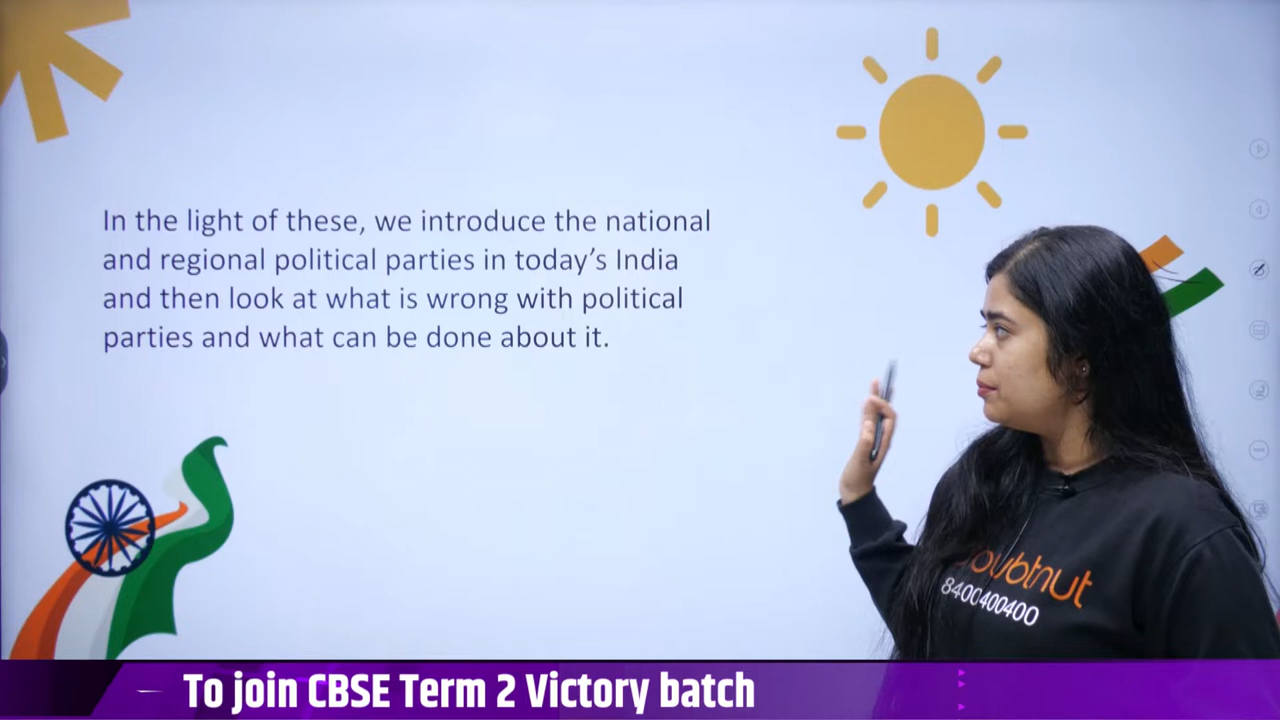 In the light of these, we introduce the national
and regional political parties in today’s India
and then look at what is wrong with political
parties and what can be done about it.
doubtnut
8400400400
To join CBSE Term 2 Victory batch